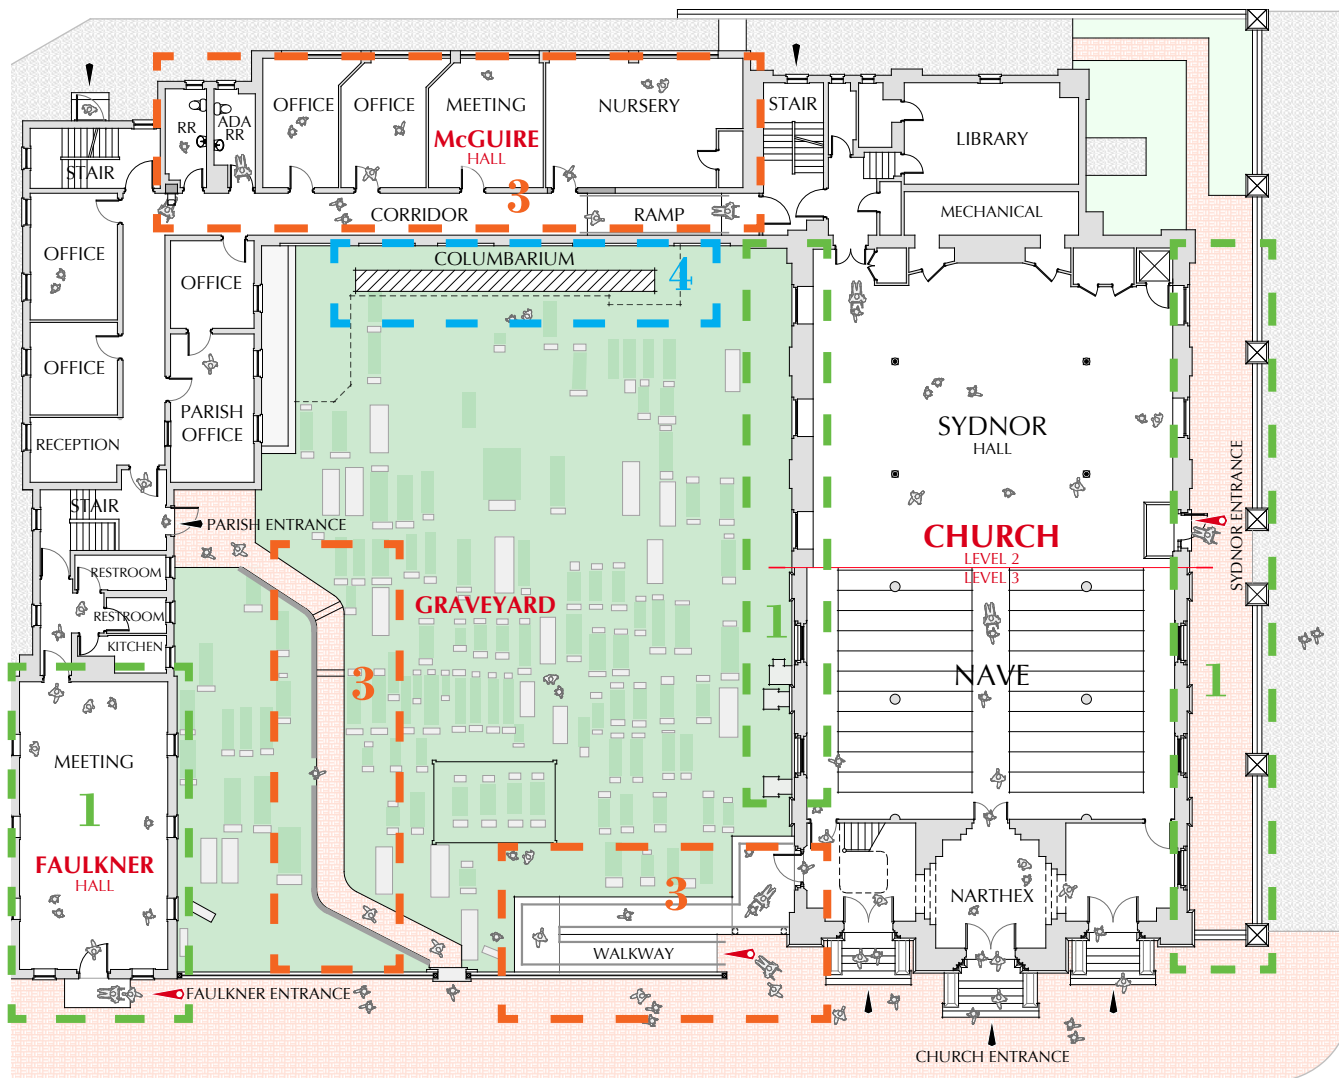 OFFICE
OFFICE
MEETING
NURSERY
STAIR
RR
ADA
RR
McGUIRE
HALL
LIBRARY
STAIR
3
CORRIDOR
RAMP
MECHANICAL
OFFICE
COLUMBARIUM
4
OFFICE
OFFICE
PARISH
OFFICE
RECEPTION
SYDNOR
HALL
SYDNOR ENTRANCE
STAIR
PARISH ENTRANCE
CHURCH
LEVEL 2
LEVEL 3
RESTROOM
RESTROOM
KITCHEN
GRAVEYARD
1
3
NAVE
1
MEETING
1
FAULKNER
HALL
3
NARTHEX
WALKWAY
FAULKNER ENTRANCE
CHURCH ENTRANCE